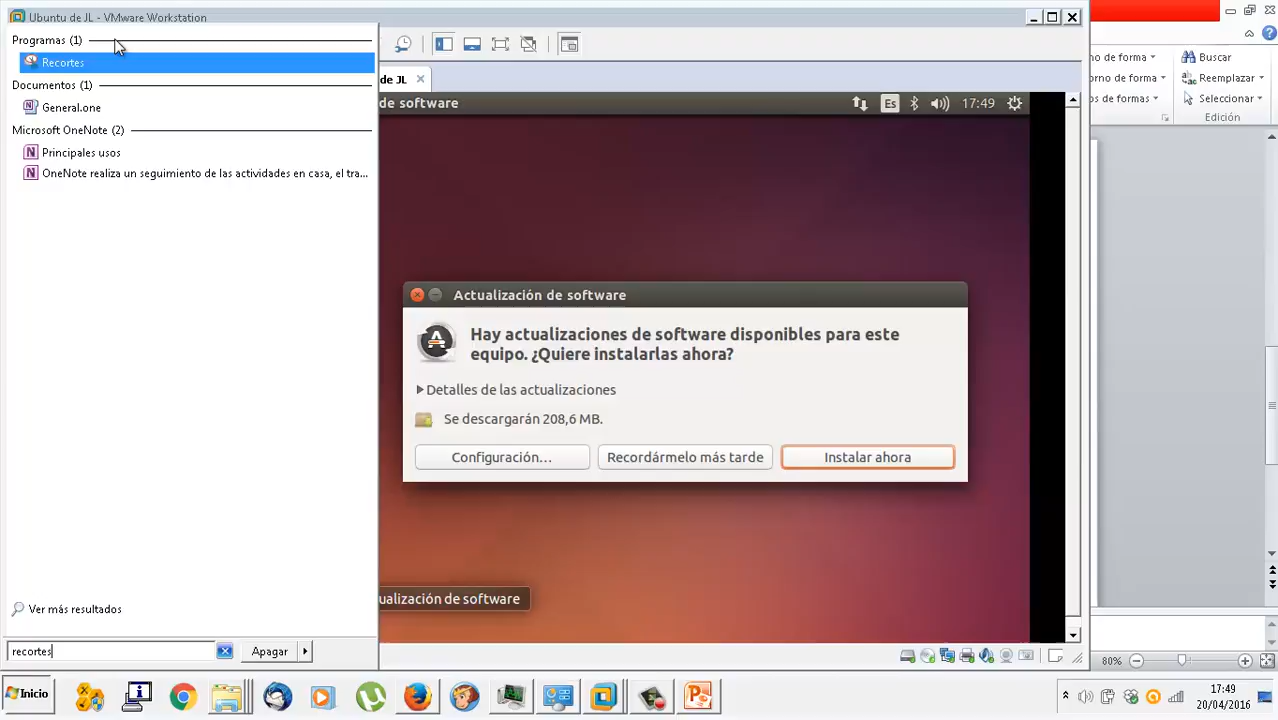 Ubuntu de JL - VMware Workstation
Programas (1)
Recortes
Documentos (1)
General.one
Microsoft OneNote (2)
Principales usos
OneNote realiza un seguimiento de las actividades en casa, el tra...
Ver más resultados
recortes
Apagar
de JL
de software
Es
17:49
Actualización de software
Hay actualizaciones de software disponibles para este
equipo. ¿Quiere instalarlas ahora?
Detalles de las actualizaciones
Se descargarán 208,6 MB.
Configuración...
Recordármelo más tarde
Instalar ahora
ualización de software
de forma
Buscar
rno de forma
Reemplazar
s de formas
Seleccionar
Edición
80%
Inicio
17:49
20/04/2016